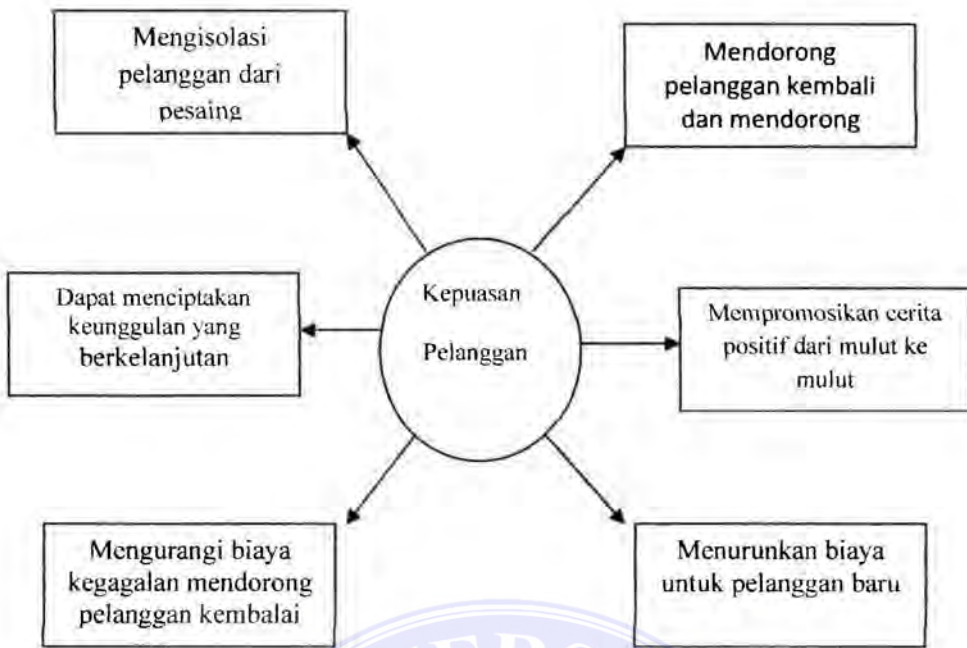 Mengisolasi
pelanggan dari
pesaing
Mendorong
pelanggan kembali
dan mendorong
Dapat menciptakan
keunggulan yang
berkelanjutan
Kepuasan
Pelanggan
Mempromosikan cerita
positif dari mulut ke
mulut
Mengurangi biaya
kegagalan mendorong
pelanggan kembalai
Menurunkan biaya
untuk pelanggan baru